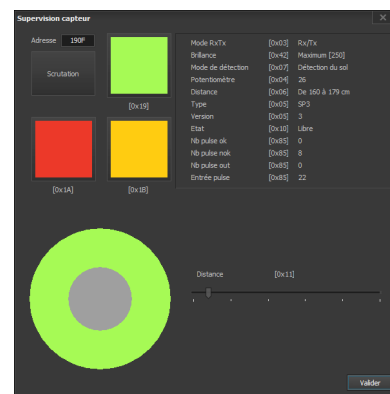 Supervision capteur
Adresse 190F
Scrutation
[0x19]
[0x1A]
[0x1B]
Mode RxTx [0x03] Rx/Tx
Brillance [0x42] Maximum [250]
Mode de détection [0x07] Détection du sol
Potentiomètre [0x04] 26
Distance [0x06] De 160 à 179 cm
Type [0x05] SP3
Version [0x05] 3
Etat [0x10] Libre
Nb pulse ok [0x85] 0
Nb pulse nok [0x85] 8
Nb pulse out [0x85] 0
Entrée pulse [0x85] 22
Distance [0x11]
Valider